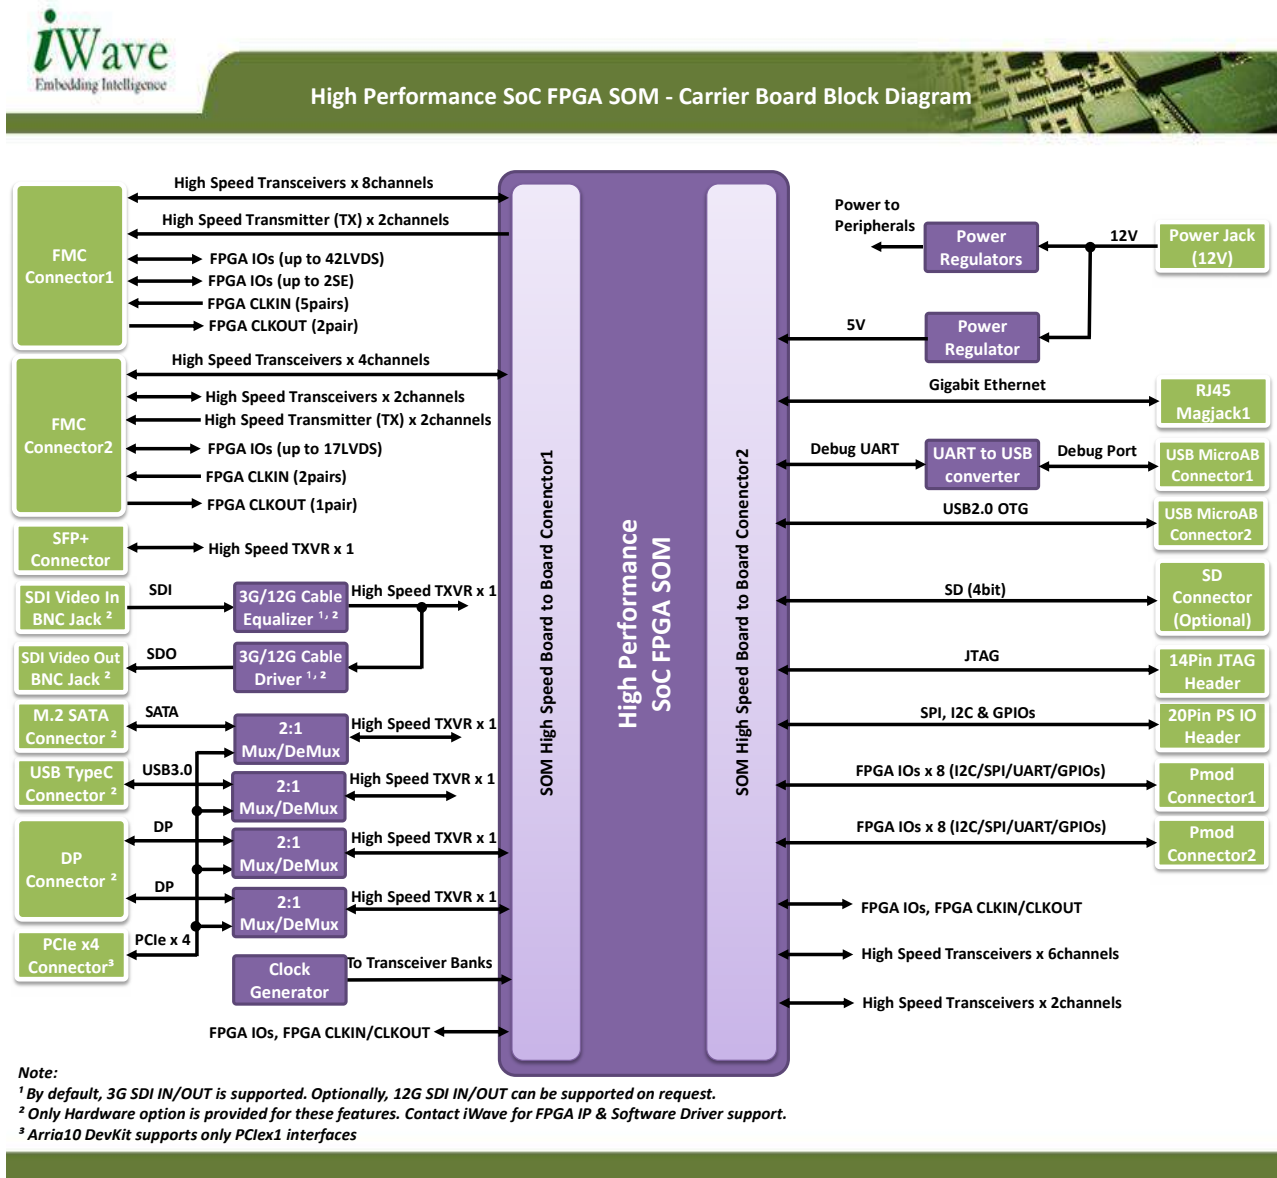 iWave
Embedding Intelligence
High Performance SoC FPGA SOM - Carrier Board Block Diagram
FMC
Connector1
High Speed Transceivers x 8channels
High Speed Transmitter (TX) x 2channels
FPGA IOs (up to 42LVDS)
FPGA IOs (up to 2SE)
FPGA CLKIN (5pairs)
FPGA CLKOUT (2pair)
FMC
Connector2
High Speed Transceivers x 4channels
High Speed Transceivers x 2channels
High Speed Transmitter (TX) x 2channels
FPGA IOs (up to 17LVDS)
FPGA CLKIN (2pairs)
FPGA CLKOUT (1pair)
SFP+
Connector
High Speed TXVR x 1
SDI Video In
BNC Jack ²
SDI
3G/12G Cable
Equalizer ¹˒ ²
High Speed TXVR x 1
SDI Video Out
BNC Jack ²
SDO
3G/12G Cable
Driver ¹˒ ²
M.2 SATA
Connector ²
SATA
2:1
Mux/DeMux
High Speed TXVR x 1
USB TypeC
Connector ²
USB3.0
2:1
Mux/DeMux
High Speed TXVR x 1
DP
Connector ²
DP
2:1
Mux/DeMux
High Speed TXVR x 1
DP
2:1
Mux/DeMux
High Speed TXVR x 1
PCIe x4
Connector³
PCIe x 4
Clock
Generator
To Transceiver Banks
FPGA IOs, FPGA CLKIN/CLKOUT
SOM High Speed Board to Board Conenctor1
High Performance
SoC FPGA SOM
SOM High Speed Board to Board Conenctor2
Power to
Peripherals
Power
Regulators
12V
Power Jack
(12V)
5V
Power
Regulator
Gigabit Ethernet
RJ45
Magjack1
Debug UART
UART to USB
converter
Debug Port
USB MicroAB
Connector1
USB2.0 OTG
USB MicroAB
Connector2
SD (4bit)
SD
Connector
(Optional)
JTAG
14Pin JTAG
Header
SPI, I2C & GPIOs
20Pin PS IO
Header
FPGA IOs x 8 (I2C/SPI/UART/GPIOs)
Pmod
Connector1
FPGA IOs x 8 (I2C/SPI/UART/GPIOs)
Pmod
Connector2
FPGA IOs, FPGA CLKIN/CLKOUT
High Speed Transceivers x 6channels
High Speed Transceivers x 2channels
Note:
¹ By default, 3G SDI IN/OUT is supported. Optionally, 12G SDI IN/OUT can be supported on request.
² Only Hardware option is provided for these features. Contact iWave for FPGA IP & Software Driver support.
³ Arria10 DevKit supports only PCIex1 interfaces